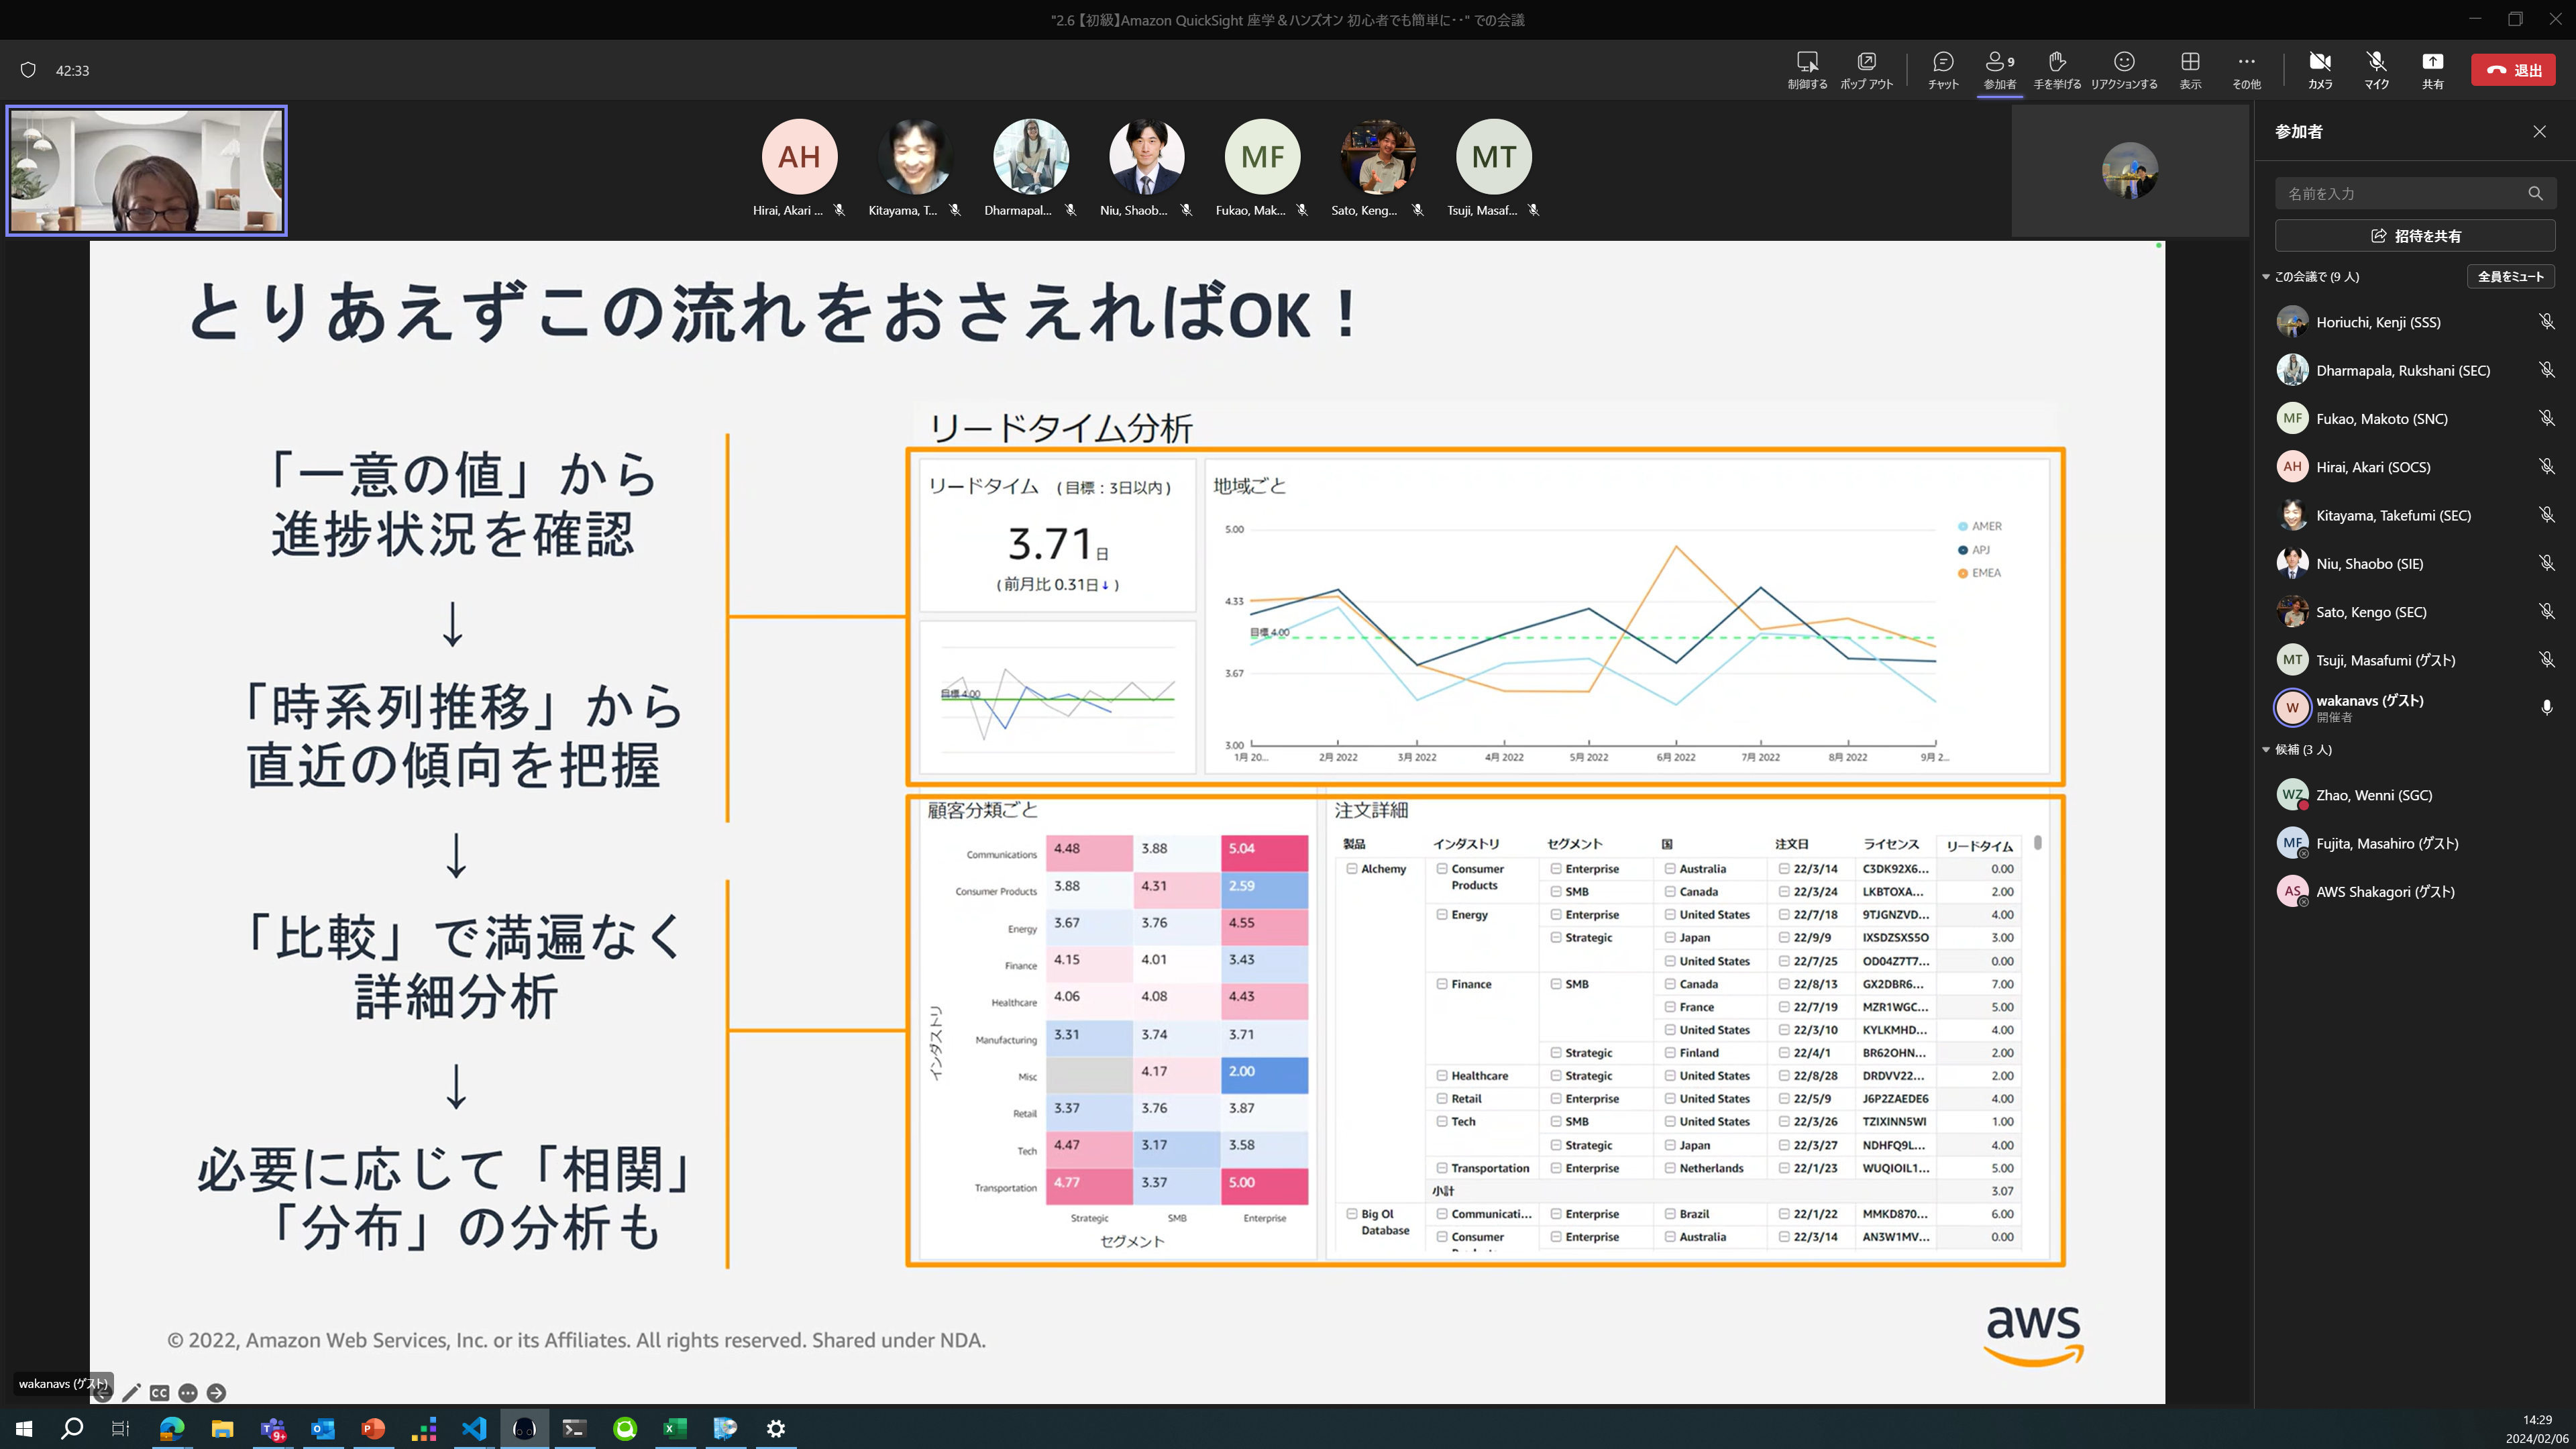 "2.6【初級】Amazon QuickSight 座学＆ハンズオン 初心者でも簡単に･･" での会議
42:33
制御する
ポップ アウト
チャット
9
参加者
手を挙げる
リアクションする
表示
その他
カメラ
マイク
共有
退出
AH
MF
MT
Hirai, Akari ...
Kitayama, T...
Dharmapal...
Niu, Shaob...
Fukao, Mak...
Sato, Keng...
Tsuji, Masaf...
とりあえずこの流れをおさえればOK！
「一意の値」から
進捗状況を確認
↓
「時系列推移」から
直近の傾向を把握
↓
「比較」で満遍なく
詳細分析
↓
必要に応じて「相関」
「分布」の分析も
リードタイム分析
リードタイム （目標：3日以内）
3.71日
（前月比 0.31日↓）
目標 4.00
地域ごと
5.00
4.33
目標 4.00
3.67
3.00
1月 20...
2月 2022
3月 2022
4月 2022
5月 2022
6月 2022
7月 2022
8月 2022
9月 2...
AMER
APJ
EMEA
顧客分類ごと
インダストリ
Communications 4.48 3.88 5.04
Consumer Products 3.88 4.31 2.59
Energy 3.67 3.76 4.55
Finance 4.15 4.01 3.43
Healthcare 4.06 4.08 4.43
Manufacturing 3.31 3.74 3.71
Misc 4.17 2.00
Retail 3.37 3.76 3.87
Tech 4.47 3.17 3.58
Transportation 4.77 3.37 5.00
Strategic SMB Enterprise
セグメント
注文詳細
製品 インダストリ セグメント 国 注文日 ライセンス リードタイム
Alchemy Consumer Products Enterprise Australia 22/3/14 C3DK92X6... 0.00
SMB Canada 22/3/24 LKBTOXA... 2.00
Energy Enterprise United States 22/7/18 9TJGNZVD... 4.00
Strategic Japan 22/9/9 IXSDZSXS5O 3.00
United States 22/7/25 OD04Z7T7... 0.00
Finance SMB Canada 22/8/13 GX2DBR6... 7.00
France 22/7/19 MZR1WGC... 5.00
United States 22/3/10 KYLKMHD... 4.00
Strategic Finland 22/4/1 BR62OHN... 2.00
Healthcare Strategic United States 22/8/28 DRDVV22... 2.00
Retail Enterprise United States 22/5/9 J6P2ZAEDE6 4.00
Tech SMB United States 22/3/26 TZIXINN5WI 1.00
Strategic Japan 22/3/27 NDHFQ9L... 4.00
Transportation Enterprise Netherlands 22/1/23 WUQIOIL1... 5.00
小計 3.07
Big Ol Database Communicati... Enterprise Brazil 22/1/22 MMKD870... 6.00
Consumer Enterprise Australia 22/3/14 AN3W1MV... 0.00
© 2022, Amazon Web Services, Inc. or its Affiliates. All rights reserved. Shared under NDA.
aws
wakanavs (ゲスト)
CC
参加者
名前を入力
招待を共有
この会議で (9 人)
全員をミュート
Horiuchi, Kenji (SSS)
Dharmapala, Rukshani (SEC)
MF
Fukao, Makoto (SNC)
AH
Hirai, Akari (SOCS)
Kitayama, Takefumi (SEC)
Niu, Shaobo (SIE)
Sato, Kengo (SEC)
MT
Tsuji, Masafumi (ゲスト)
W
wakanavs (ゲスト)
開催者
候補 (3 人)
WZ
Zhao, Wenni (SGC)
MF
Fujita, Masahiro (ゲスト)
AS
AWS Shakagori (ゲスト)
9+
14:29
2024/02/06